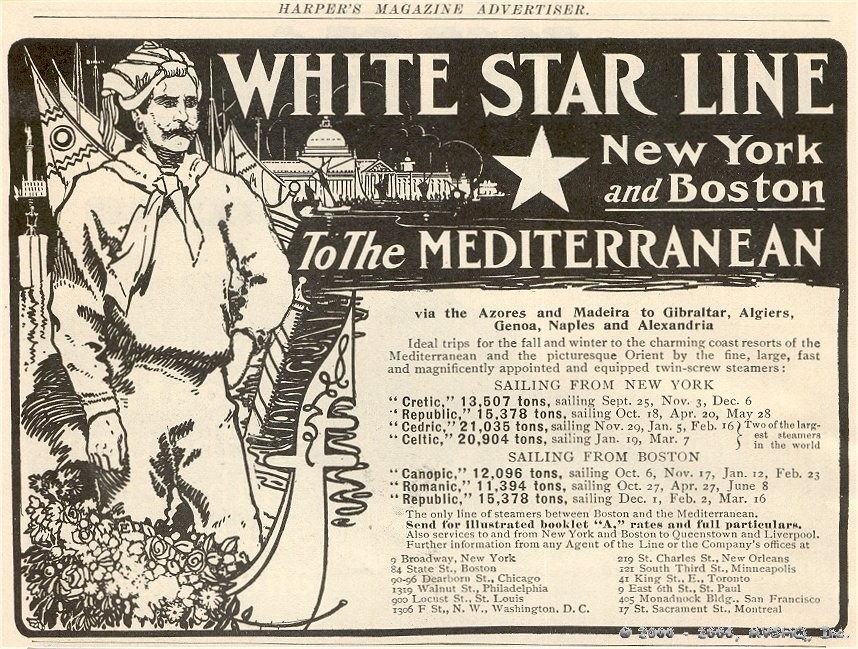 HARPER'S MAGAZINE ADVERTISER.
WHITE STAR LINE
New York
and Boston
To The MEDITERRANEAN
via the Azores and Madeira to Gibraltar, Algiers,
Genoa, Naples and Alexandria
Ideal trips for the fall and winter to the charming coast resorts of the
Mediterranean and the picturesque Orient by the fine, large, fast
and magnificently appointed and equipped twin-screw steamers:
SAILING FROM NEW YORK
"Cretic," 13,507 tons, sailing Sept. 25, Nov. 3, Dec. 6
"Republic," 15,378 tons, sailing Oct. 18, Apr. 20, May 28
"Cedric," 21,035 tons, sailing Nov. 29, Jan. 5, Feb. 16
"Celtic," 20,904 tons, sailing Jan. 19, Mar. 7
Two of the larg-
est steamers
in the world
SAILING FROM BOSTON
"Canopic," 12,096 tons, sailing Oct. 6, Nov. 17, Jan. 12, Feb. 23
"Romanic," 11,394 tons, sailing Oct. 27, Apr. 27, June 8
"Republic," 15,378 tons, sailing Dec. 1, Feb. 2, Mar. 16
The only line of steamers between Boston and the Mediterranean.
Send for illustrated booklet "A," rates and full particulars.
Also services to and from New York and Boston to Queenstown and Liverpool.
Further information from any Agent of the Line or the Company's offices at
9 Broadway, New York
84 State St., Boston
90-96 Dearborn St., Chicago
1319 Walnut St., Philadelphia
900 Locust St., St. Louis
1306 F St., N. W., Washington, D. C.
219 St. Charles St., New Orleans
121 South Third St., Minneapolis
41 King St., E., Toronto
9 East 6th St., St. Paul
405 Monadnock Bldg., San Francisco
17 St. Sacrament St., Montreal
© 2000 - 2006,